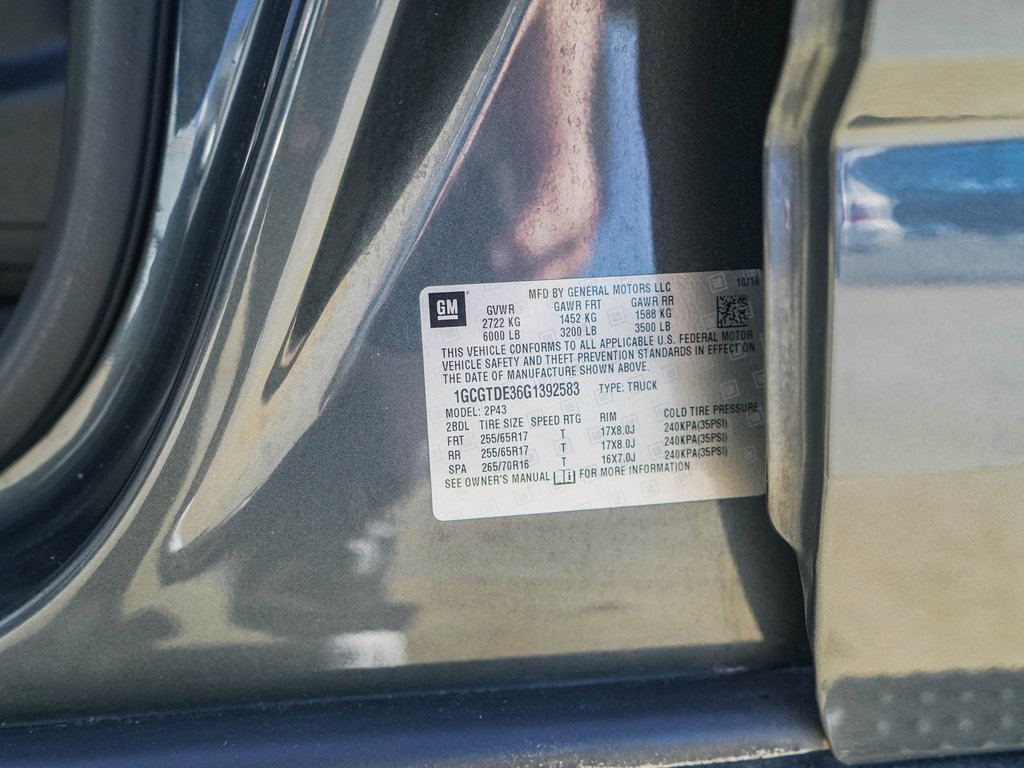 GM
MFD BY GENERAL MOTORS LLC 10/16
GVWR GAWR FRT GAWR RR
2722 KG 1452 KG 1588 KG
6000 LB 3200 LB 3500 LB
THIS VEHICLE CONFORMS TO ALL APPLICABLE U.S. FEDERAL MOTOR
VEHICLE SAFETY AND THEFT PREVENTION STANDARDS IN EFFECT ON
THE DATE OF MANUFACTURE SHOWN ABOVE.
1GCGTDE36G1392583 TYPE: TRUCK
MODEL: 2P43
2BDL TIRE SIZE SPEED RTG RIM COLD TIRE PRESSURE
FRT 255/65R17 T 17X8.0J 240KPA(35PSI)
RR 255/65R17 T 17X8.0J 240KPA(35PSI)
SPA 265/70R16 T 16X7.0J 240KPA(35PSI)
SEE OWNER'S MANUAL FOR MORE INFORMATION